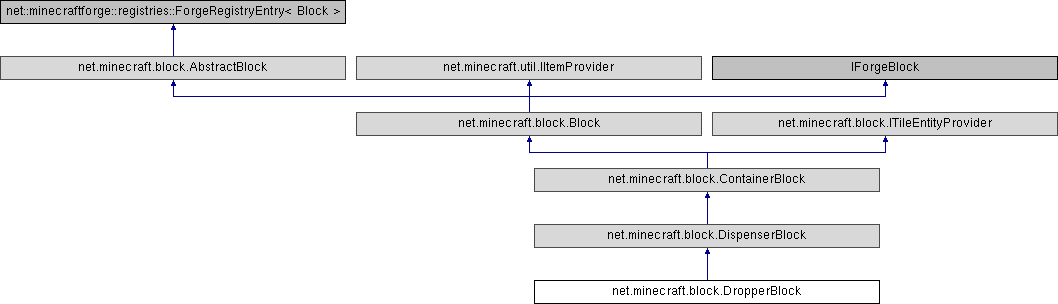 net::minecraftforge::registries::ForgeRegistryEntry< Block >
net.minecraft.block.AbstractBlock
net.minecraft.util.IItemProvider
IForgeBlock
net.minecraft.block.Block
net.minecraft.block.ITileEntityProvider
net.minecraft.block.ContainerBlock
net.minecraft.block.DispenserBlock
net.minecraft.block.DropperBlock